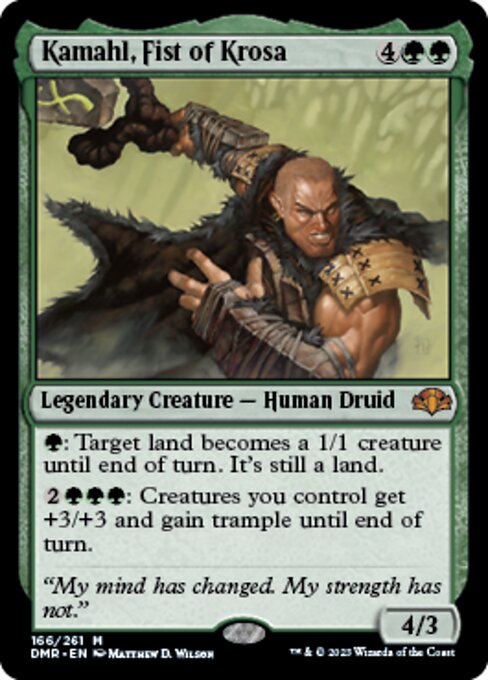 Kamahl, Fist of Krosa 4
Legendary Creature — Human Druid
: Target land becomes a 1/1 creature
until end of turn. It's still a land.
2: Creatures you control get
+3/+3 and gain trample until end of
turn.
“My mind has changed. My strength has
not.”
4/3
166/261 M
DMR • EN Matthew D. Wilson
™ & © 2023 Wizards of the Coast